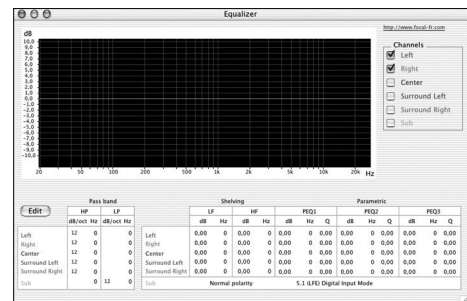 Equalizer
http://www.focal-fr.com
dB
10,0
9,0
8,0
7,0
6,0
5,0
4,0
3,0
2,0
1,0
0,0
-1,0
-2,0
-3,0
-4,0
-5,0
-6,0
-7,0
-8,0
-9,0
-10,0
20 50 100 200 500 1k 2k 5k 10k 20k Hz
Channels
Left
Right
Center
Surround Left
Surround Right
Sub
Edit
Pass band Shelving Parametric
HP LP LF HF PEQ1 PEQ2 PEQ3
dB/oct Hz dB/oct Hz dB Hz dB Hz dB Hz Q dB Hz Q dB Hz Q
Left 12 0 0 Left 0,00 0 0,00 0 0,00 0 0,00 0,00 0 0,00 0,00 0 0,00
Right 12 0 0 Right 0,00 0 0,00 0 0,00 0 0,00 0,00 0 0,00 0,00 0 0,00
Center 12 0 0 Center 0,00 0 0,00 0 0,00 0 0,00 0,00 0 0,00 0,00 0 0,00
Surround Left 12 0 0 Surround Left 0,00 0 0,00 0 0,00 0 0,00 0,00 0 0,00 0,00 0 0,00
Surround Right 12 0 0 Surround Right 0,00 0 0,00 0 0,00 0 0,00 0,00 0 0,00 0,00 0 0,00
Sub 0 12 0 Sub Normal polarity 5.1 (LFE) Digital Input Mode